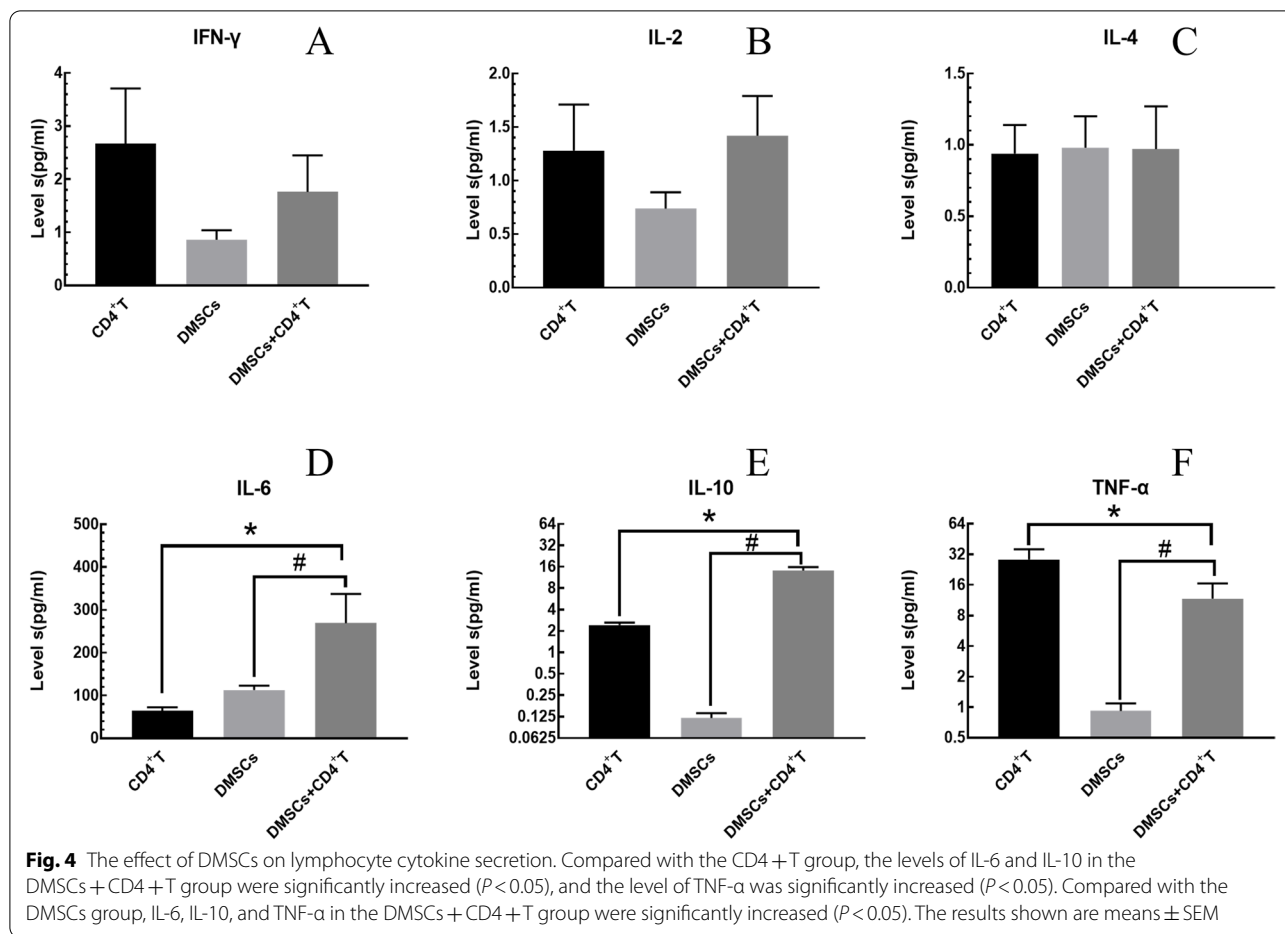 IFN-γ A
Level s(pg/ml)
4
3
2
1
0
CD4⁺T
DMSCs
DMSCs+CD4⁺T
IL-2 B
Level s(pg/ml)
2.0
1.5
1.0
0.5
0.0
CD4⁺T
DMSCs
DMSCs+CD4⁺T
IL-4 C
Level s(pg/ml)
1.5
1.0
0.5
0.0
CD4⁺T
DMSCs
DMSCs+CD4⁺T
D
IL-6
Level s(pg/ml)
500
400
300
200
100
0
*
#
CD4⁺T
DMSCs
DMSCs+CD4⁺T
E
IL-10
Level s(pg/ml)
64
32
16
8
4
2
1
0.5
0.25
0.125
0.0625
*
#
CD4⁺T
DMSCs
DMSCs+CD4⁺T
F
TNF-α
Level s(pg/ml)
64
32
16
8
4
2
1
0.5
*
#
CD4⁺T
DMSCs
DMSCs+CD4⁺T
Fig. 4 The effect of DMSCs on lymphocyte cytokine secretion. Compared with the CD4+T group, the levels of IL-6 and IL-10 in the
DMSCs+CD4+T group were significantly increased (P<0.05), and the level of TNF-α was significantly increased (P<0.05). Compared with the
DMSCs group, IL-6, IL-10, and TNF-α in the DMSCs+CD4+T group were significantly increased (P<0.05). The results shown are means±SEM